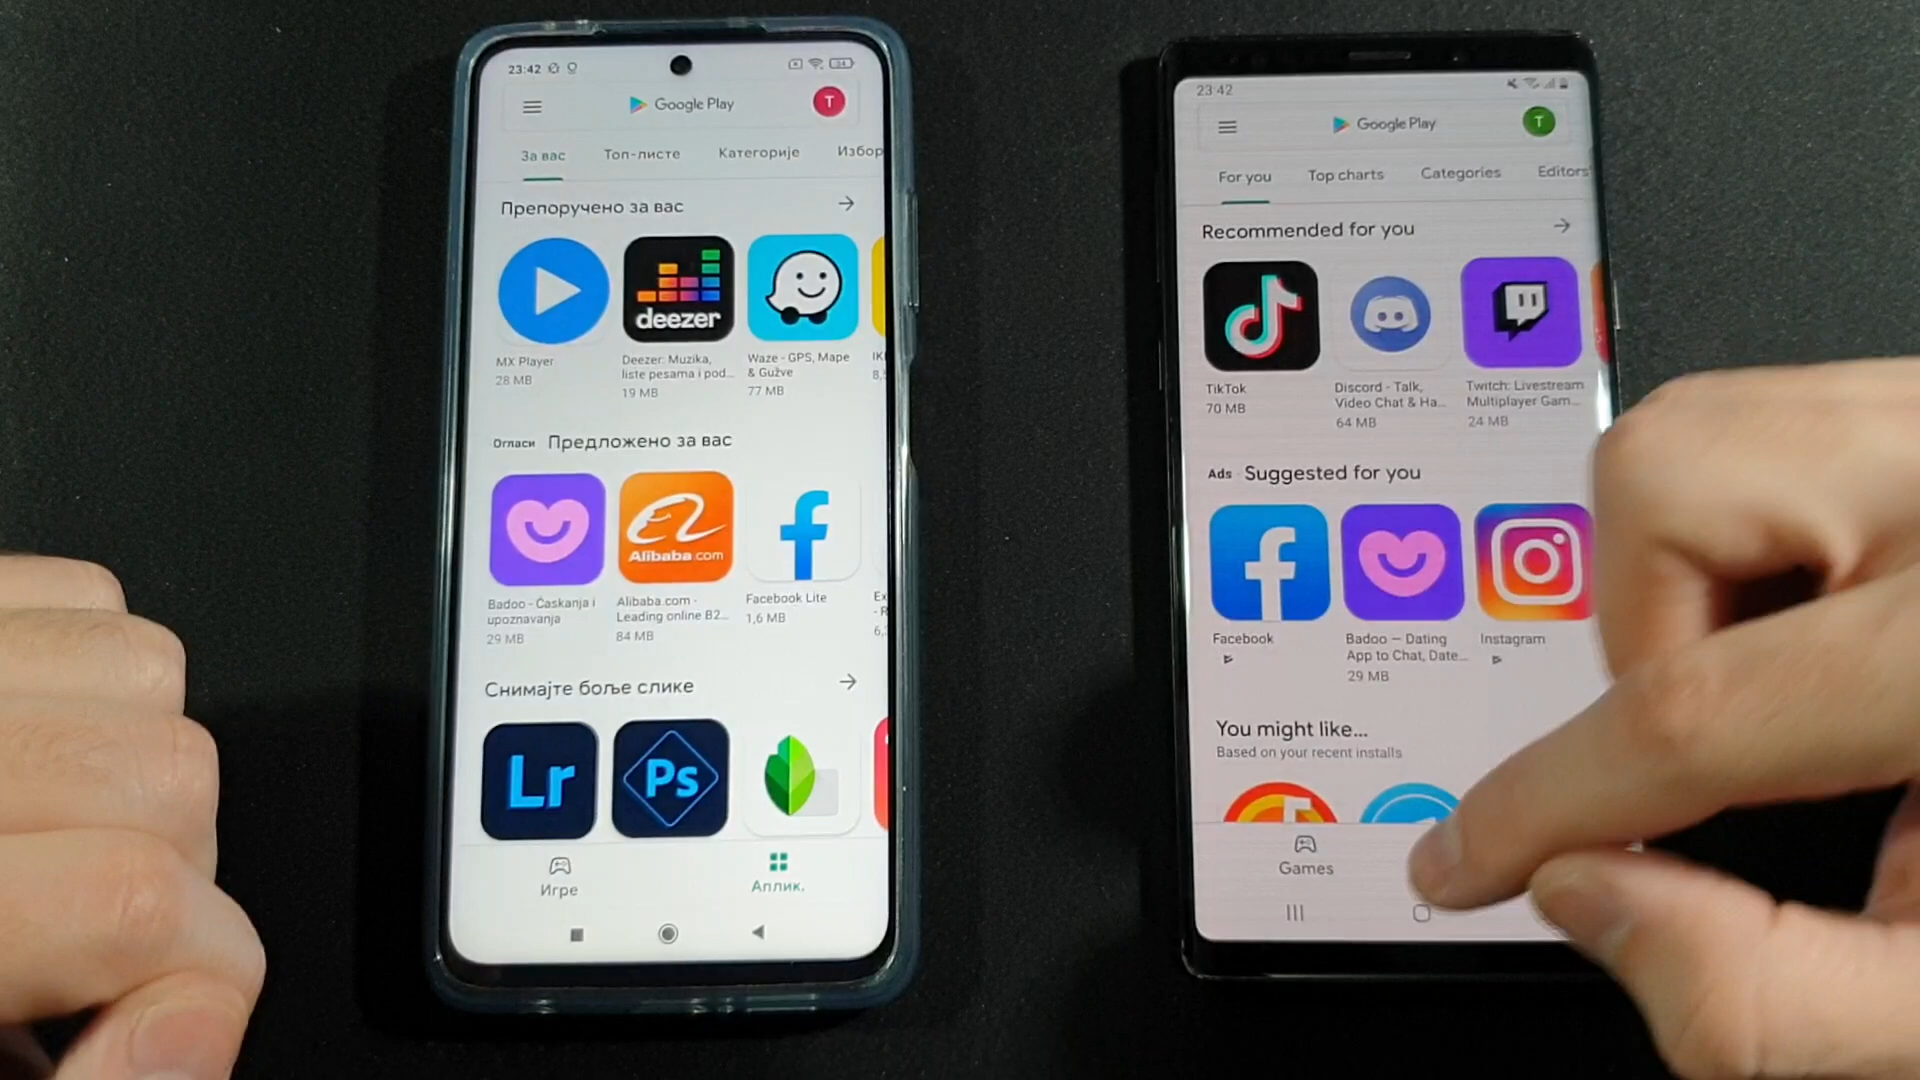 23:42
34
Google Play
T
За вас Топ-листе Категорије Избор
Препоручено за вас
deezer
MX Player
28 MB
Deezer: Muzika,
liste pesama i pod...
19 MB
Waze - GPS, Mape
& Gužve
77 MB
Огласи Предложено за вас
Alibaba.com
Badoo - Ćaskanja i
upoznavanja
29 MB
Alibaba.com -
Leading online B2...
84 MB
Facebook Lite
1,6 MB
Снимајте боље слике
Lr
Ps
Игре
Аплик.
23:42
Google Play
T
For you Top charts Categories Editors'
Recommended for you
TikTok
70 MB
Discord - Talk,
Video Chat & Ha...
64 MB
Twitch: Livestream
Multiplayer Gam...
24 MB
Ads Suggested for you
Facebook
Badoo — Dating
App to Chat, Date...
29 MB
Instagram
You might like...
Based on your recent installs
Games